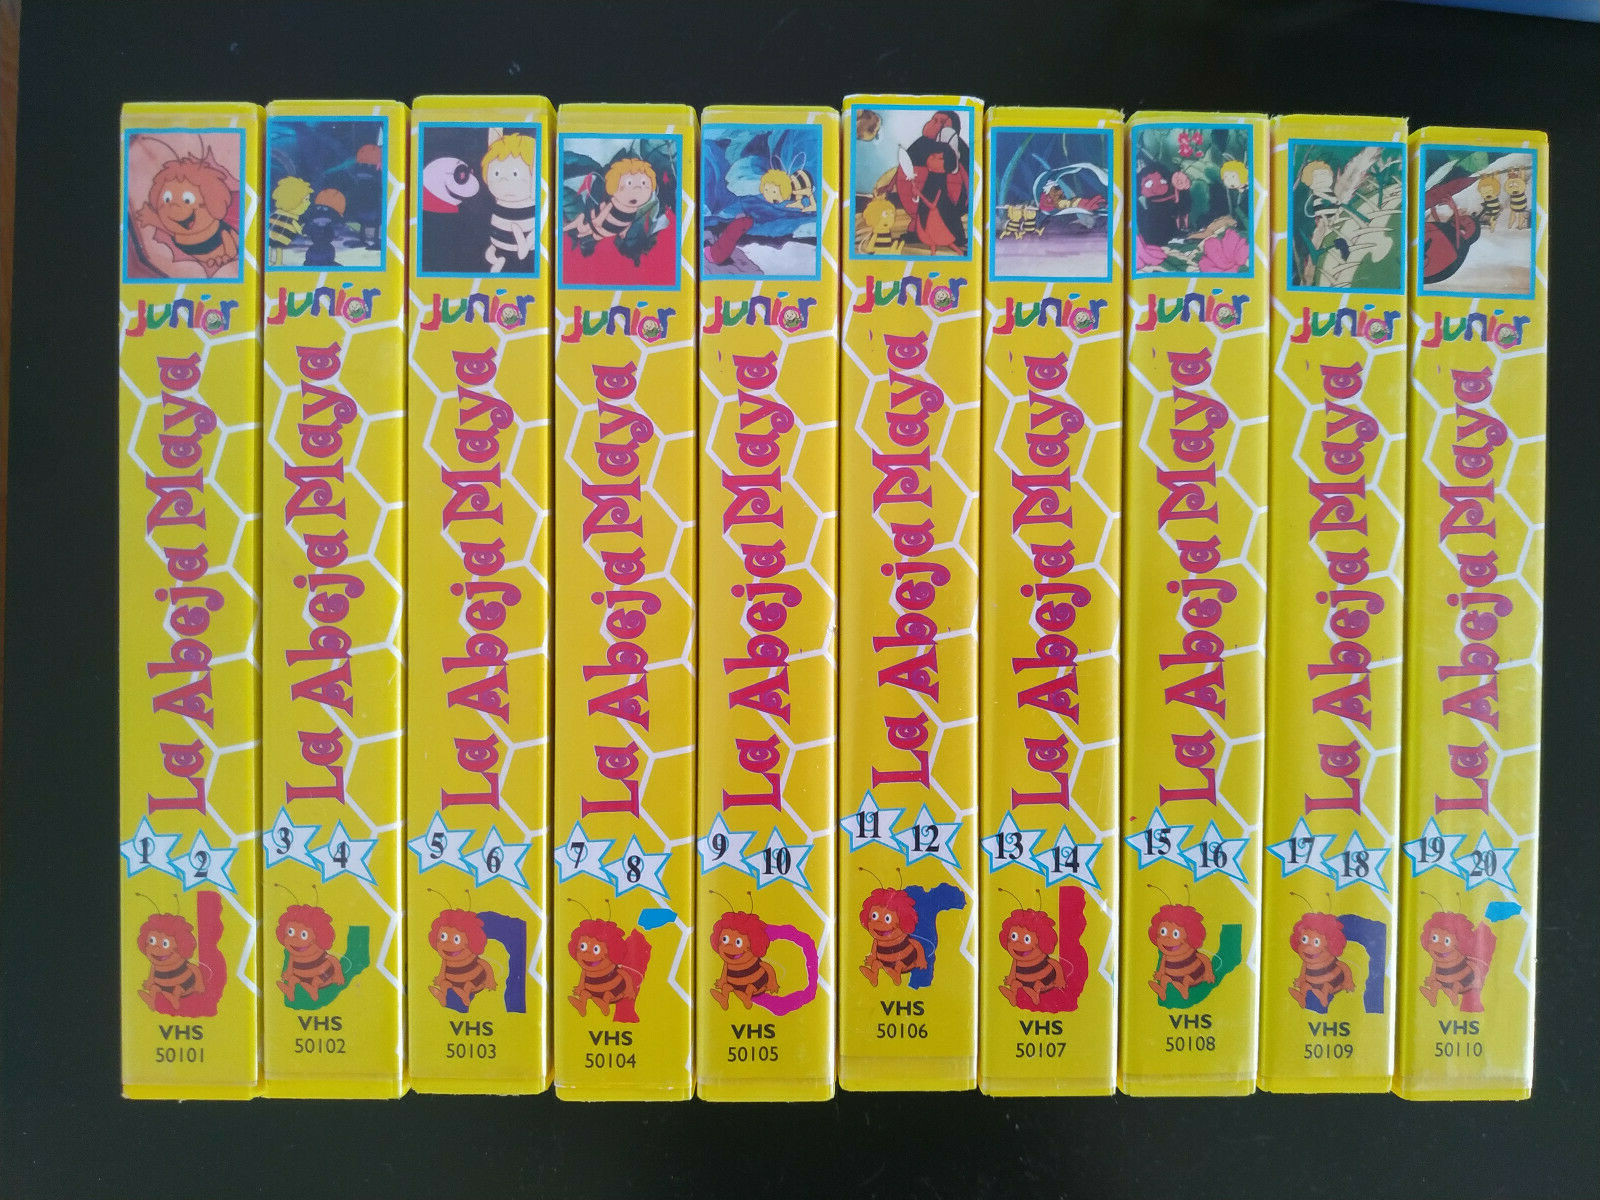 Junior
La Abeja Maya
1 2
VHS
50101
Junior
La Abeja Maya
3 4
VHS
50102
Junior
La Abeja Maya
5 6
VHS
50103
Junior
La Abeja Maya
7 8
VHS
50104
Junior
La Abeja Maya
9 10
VHS
50105
Junior
La Abeja Maya
11 12
VHS
50106
Junior
La Abeja Maya
13 14
VHS
50107
Junior
La Abeja Maya
15 16
VHS
50108
Junior
La Abeja Maya
17 18
VHS
50109
Junior
La Abeja Maya
19 20
VHS
50110